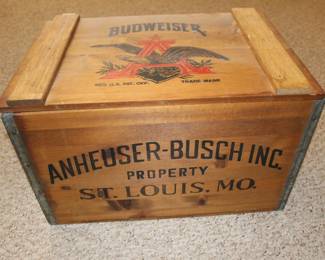 BUDWEISER
REG. U.S. PAT. OFF. TRADE MARK
ANHEUSER-BUSCH INC.
PROPERTY
ST. LOUIS. MO.